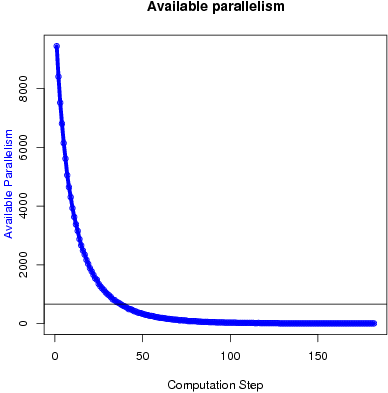 Available parallelism
8000
6000
4000
2000
0
Available Parallelism
0 50 100 150
Computation Step